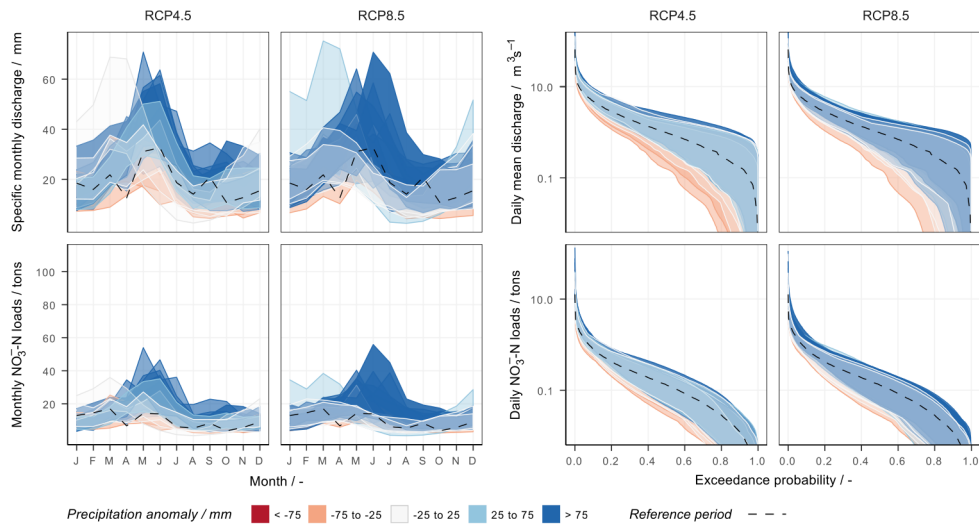 RCP4.5 RCP8.5 RCP4.5 RCP8.5
Specific monthly discharge / mm
60
40
20
Daily mean discharge / m³s⁻¹
10.0
0.1
Monthly NO₃⁻-N loads / tons
100
80
60
40
20
J F M A M J J A S O N D J F M A M J J A S O N D
Month / -
Daily NO₃⁻-N loads / tons
10.0
0.1
0.0 0.2 0.4 0.6 0.8 1.0 0.0 0.2 0.4 0.6 0.8 1.0
Exceedance probability / -
Precipitation anomaly / mm < -75 -75 to -25 -25 to 25 25 to 75 > 75 Reference period